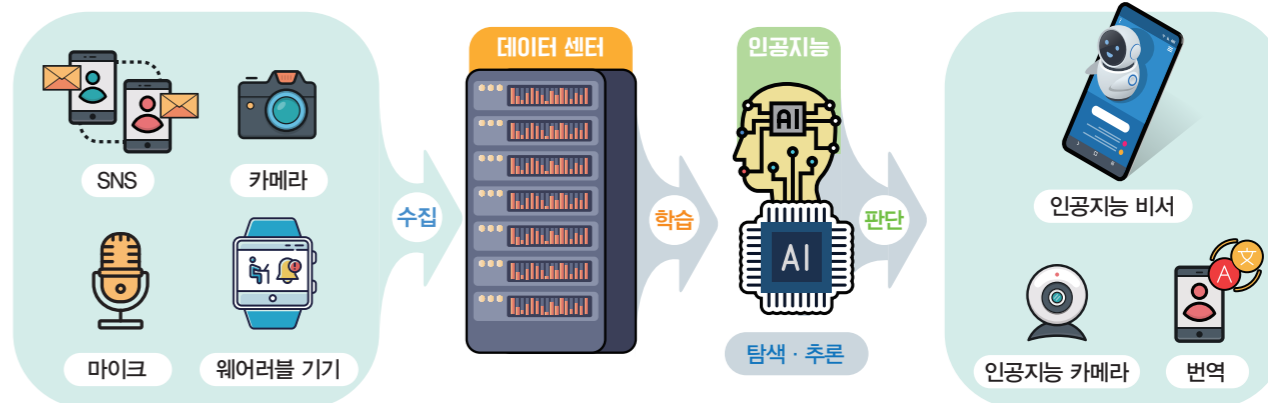 SNS
카메라
마이크
웨어러블 기기
수집
데이터 센터
학습
인공지능
AI
AI
탐색 · 추론
판단
인공지능 비서
인공지능 카메라
A
文
번역